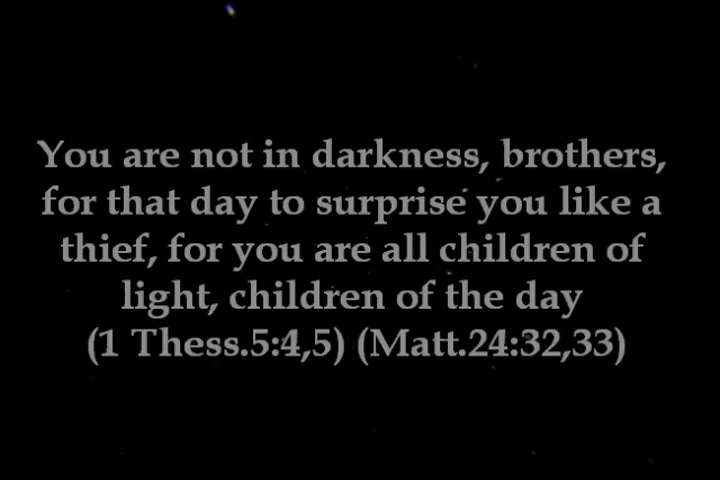 You are not in darkness, brothers,
for that day to surprise you like a
thief, for you are all children of
light, children of the day
(1 Thess.5:4,5) (Matt.24:32,33)